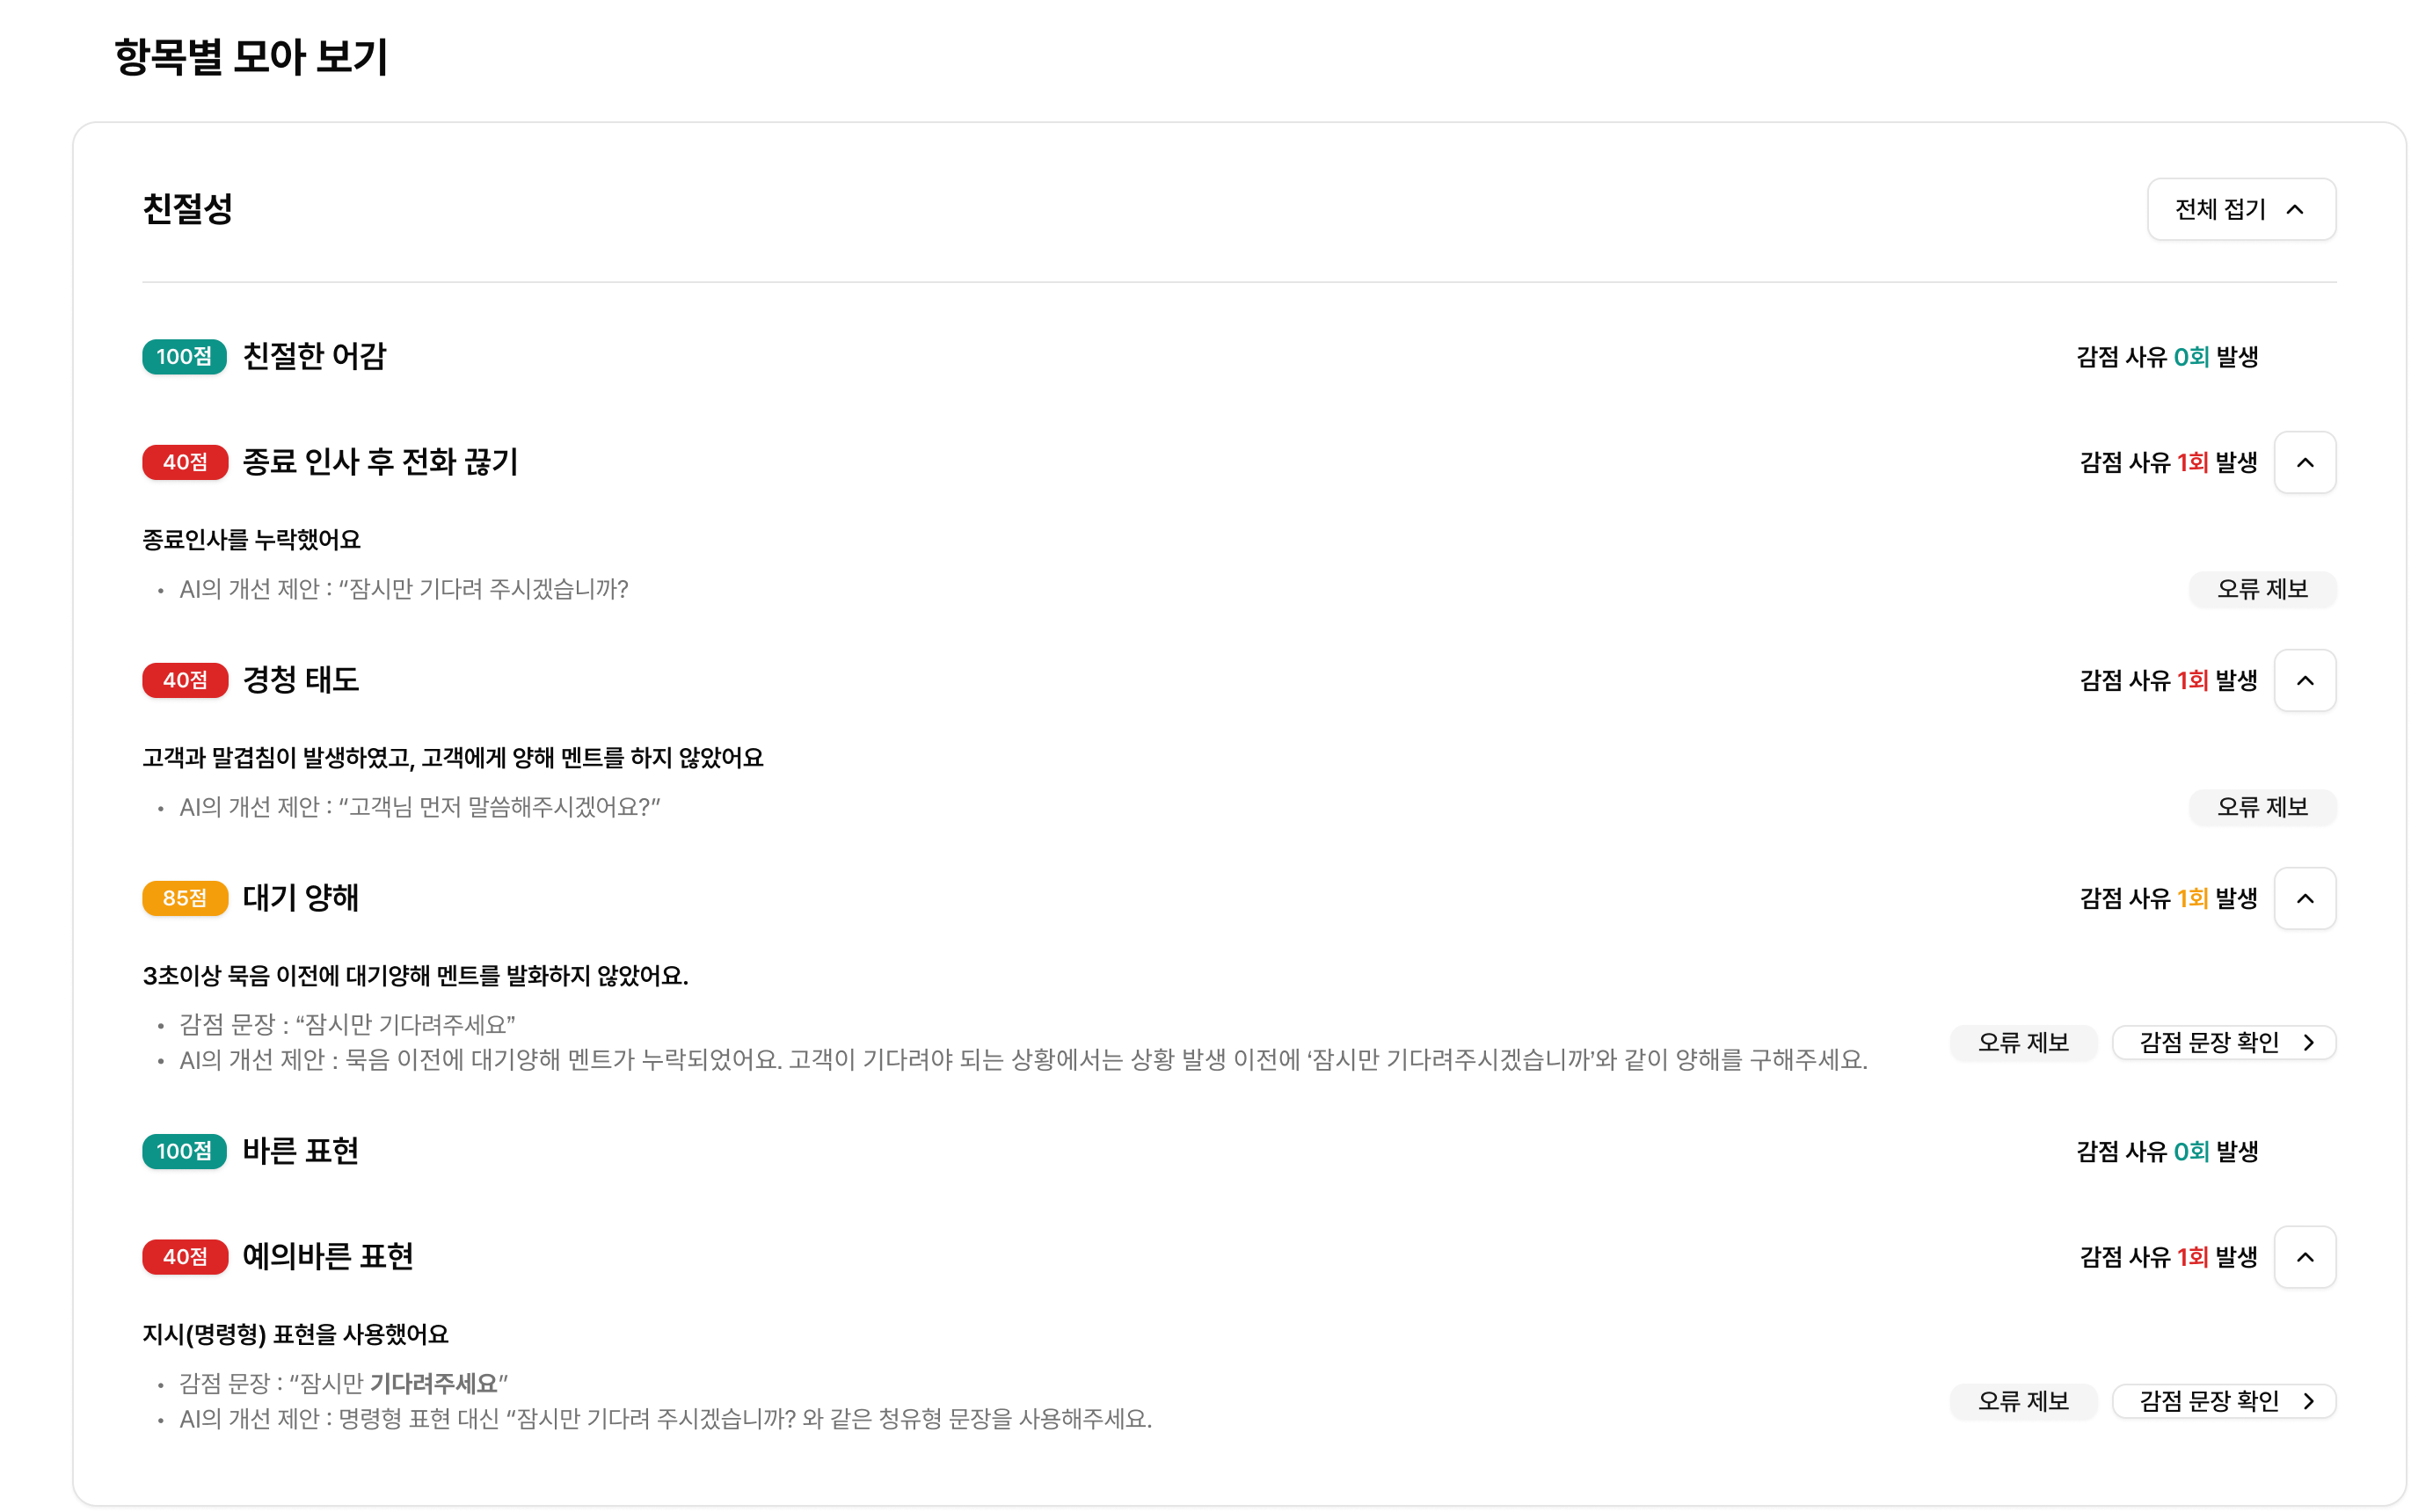 항목별 모아 보기
친절성
전체 접기
100점 친절한 어감 감점 사유 0회 발생
40점 종료 인사 후 전화 끊기 감점 사유 1회 발생
종료인사를 누락했어요
• AI의 개선 제안 : “잠시만 기다려 주시겠습니까? 오류 제보
40점 경청 태도 감점 사유 1회 발생
고객과 말겹침이 발생하였고, 고객에게 양해 멘트를 하지 않았어요
• AI의 개선 제안 : “고객님 먼저 말씀해주시겠어요?” 오류 제보
85점 대기 양해 감점 사유 1회 발생
3초이상 묵음 이전에 대기양해 멘트를 발화하지 않았어요.
• 감점 문장 : “잠시만 기다려주세요”
• AI의 개선 제안 : 묵음 이전에 대기양해 멘트가 누락되었어요. 고객이 기다려야 되는 상황에서는 상황 발생 이전에 ‘잠시만 기다려주시겠습니까’와 같이 양해를 구해주세요.
오류 제보 감점 문장 확인
100점 바른 표현 감점 사유 0회 발생
40점 예의바른 표현 감점 사유 1회 발생
지시(명령형) 표현을 사용했어요
• 감점 문장 : “잠시만 기다려주세요”
• AI의 개선 제안 : 명령형 표현 대신 “잠시만 기다려 주시겠습니까? 와 같은 청유형 문장을 사용해주세요.
오류 제보 감점 문장 확인